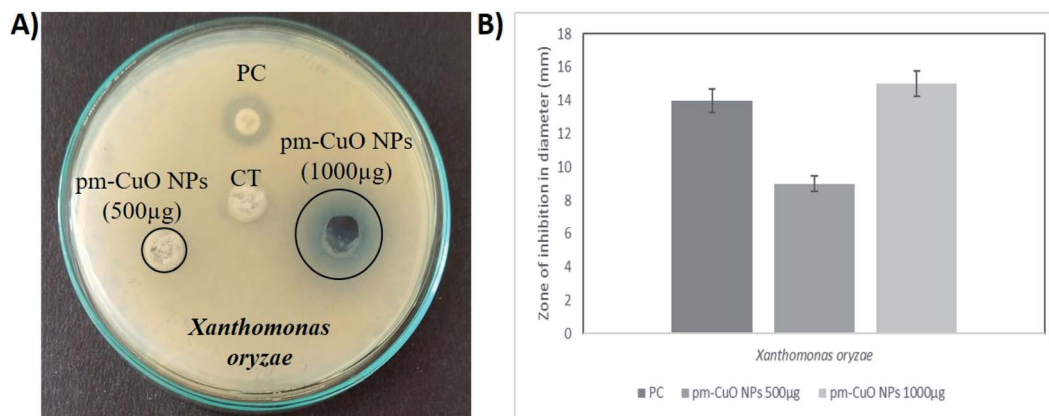 A)
PC
pm-CuO NPs
(1000µg)
CT
pm-CuO NPs
(500µg)
Xanthomonas
oryzae
B)
Zone of inhibition in diameter (mm)
18
16
14
12
10
8
6
4
2
0
Xanthomonas oryzae
PC
pm-CuO NPs 500µg
pm-CuO NPs 1000µg